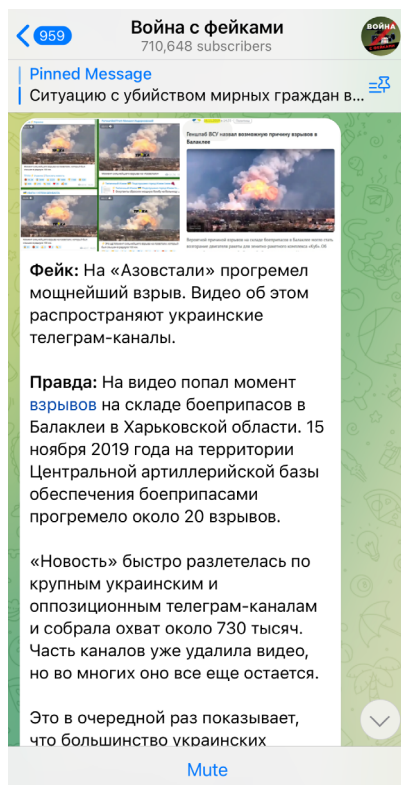 959
Война с фейками
710,648 subscribers
ВОЙНА
С ФЕЙКАМИ
Pinned Message
Ситуацию с убийством мирных граждан в...
Генштаб ВСУ назвал возможную причину взрывов в
Балаклее
Фейк: На «Азовстали» прогремел
мощнейший взрыв. Видео об этом
распространяют украинские
телеграм-каналы.
Правда: На видео попал момент
взрывов на складе боеприпасов в
Балаклеи в Харьковской области. 15
ноября 2019 года на территории
Центральной артиллерийской базы
обеспечения боеприпасами
прогремело около 20 взрывов.
«Новость» быстро разлетелась по
крупным украинским и
оппозиционным телеграм-каналам
и собрала охват около 730 тысяч.
Часть каналов уже удалила видео,
но во многих оно все еще остается.
Это в очередной раз показывает,
что большинство украинских
Mute